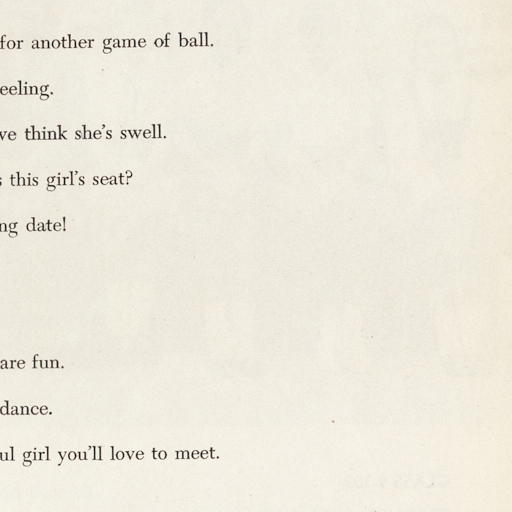 for another game of ball.
eeling.
ve think she's swell.
s this girl's seat?
ng date!
are fun.
dance.
ul girl you'll love to meet.